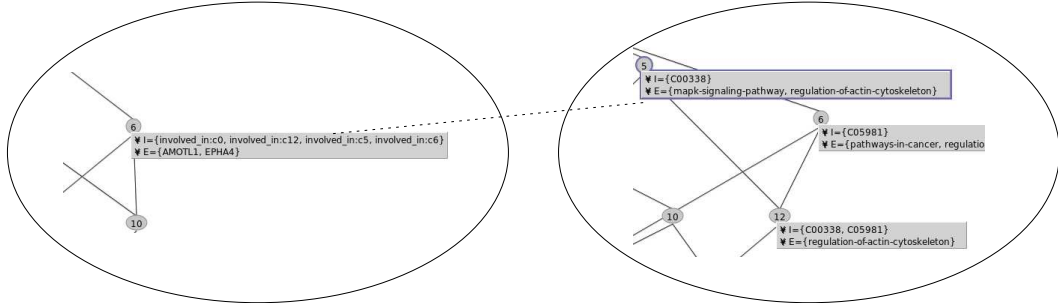 6
¥ I={involved_in:c0, involved_in:c12, involved_in:c5, involved_in:c6}
¥ E={AMOTL1, EPHA4}
10
5
¥ I={C00338}
¥ E={mapk-signaling-pathway, regulation-of-actin-cytoskeleton}
6
¥ I={C05981}
¥ E={pathways-in-cancer, regulatio
10
12
¥ I={C00338, C05981}
¥ E={regulation-of-actin-cytoskeleton}